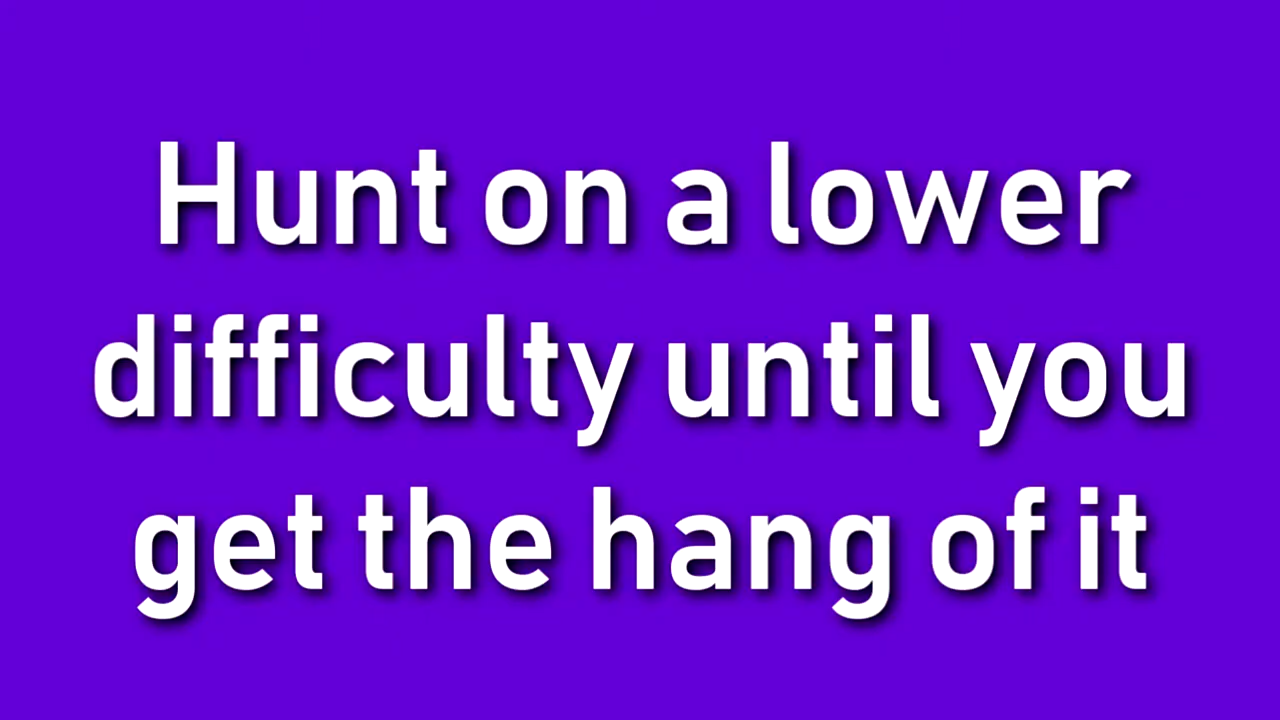 Hunt on a lower
difficulty until you
get the hang of it